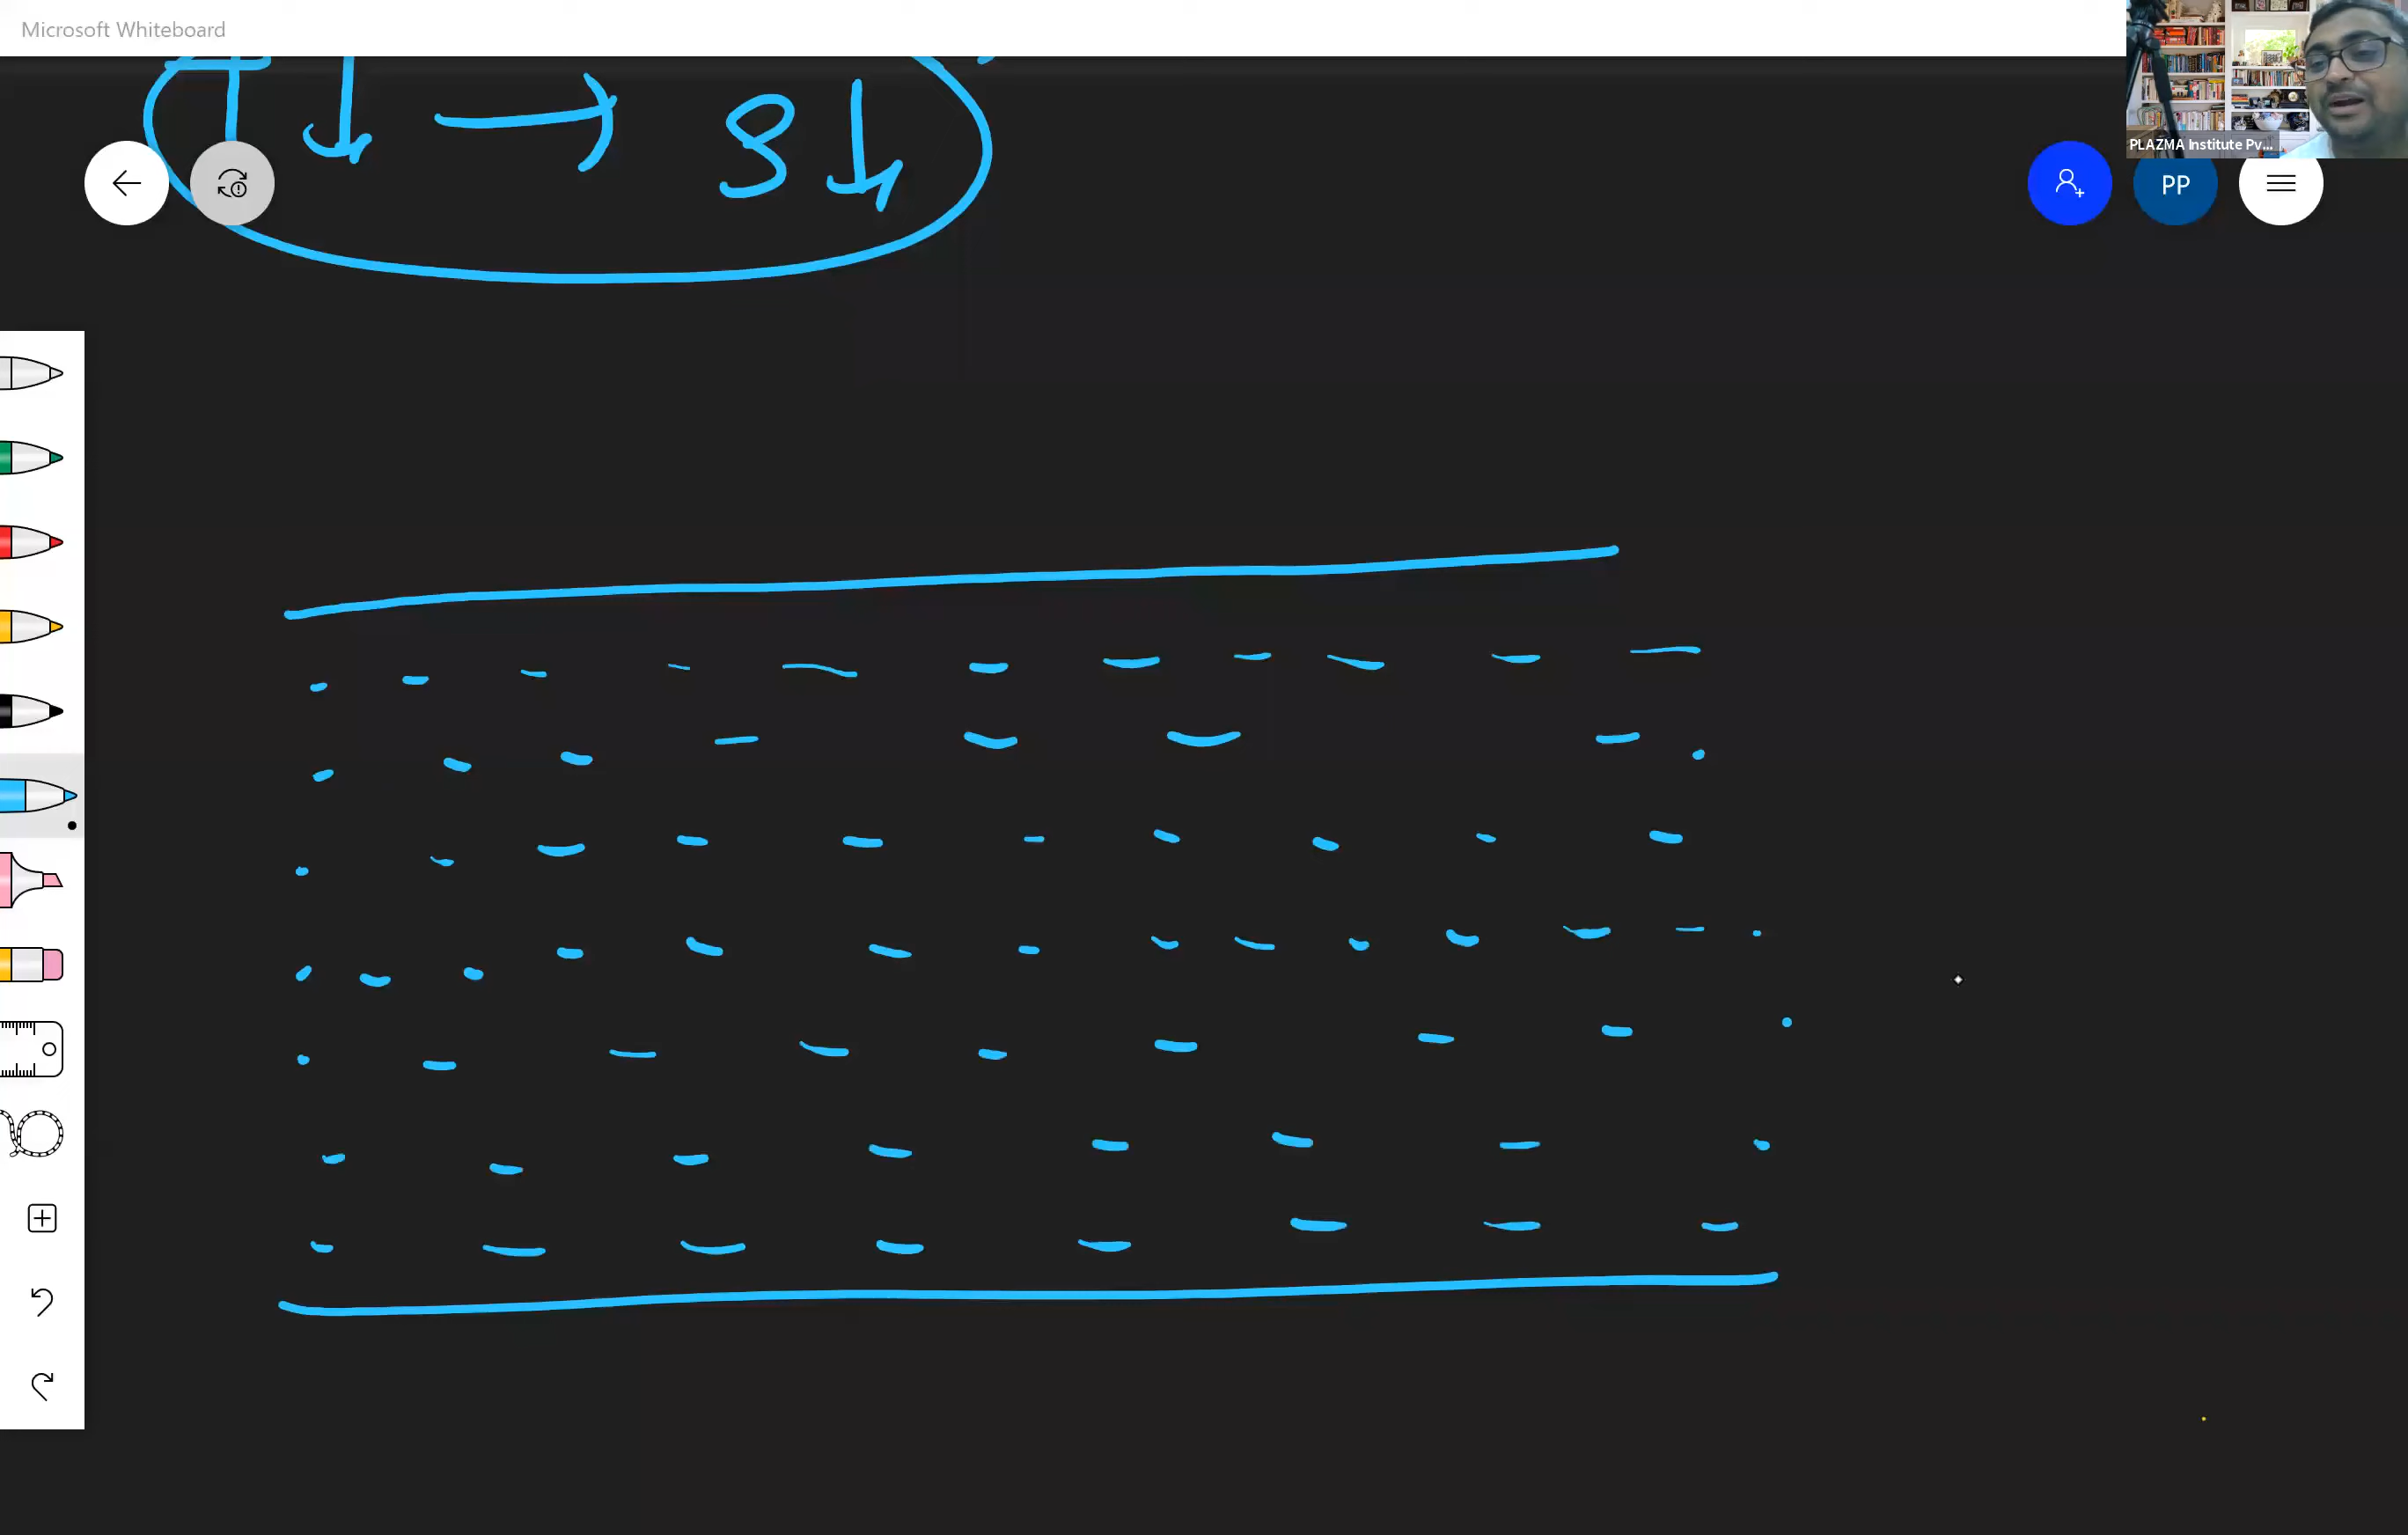 Microsoft Whiteboard
PLAZMA Institute Pv...
T↓ → S↓
PP